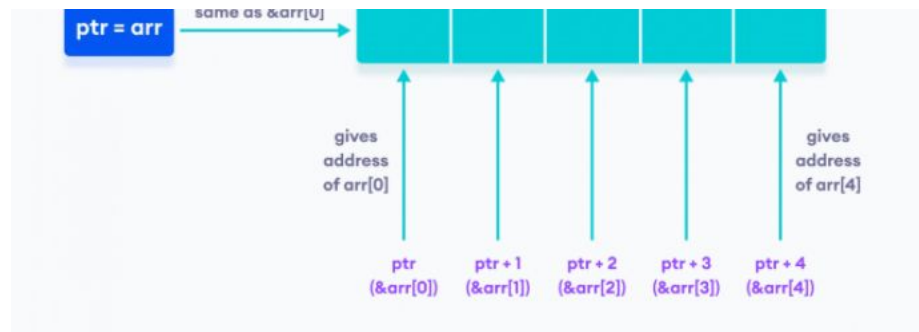 same as &arr[0]
ptr = arr
gives
address
of arr[0]
gives
address
of arr[4]
ptr
(&arr[0])
ptr + 1
(&arr[1])
ptr + 2
(&arr[2])
ptr + 3
(&arr[3])
ptr + 4
(&arr[4])